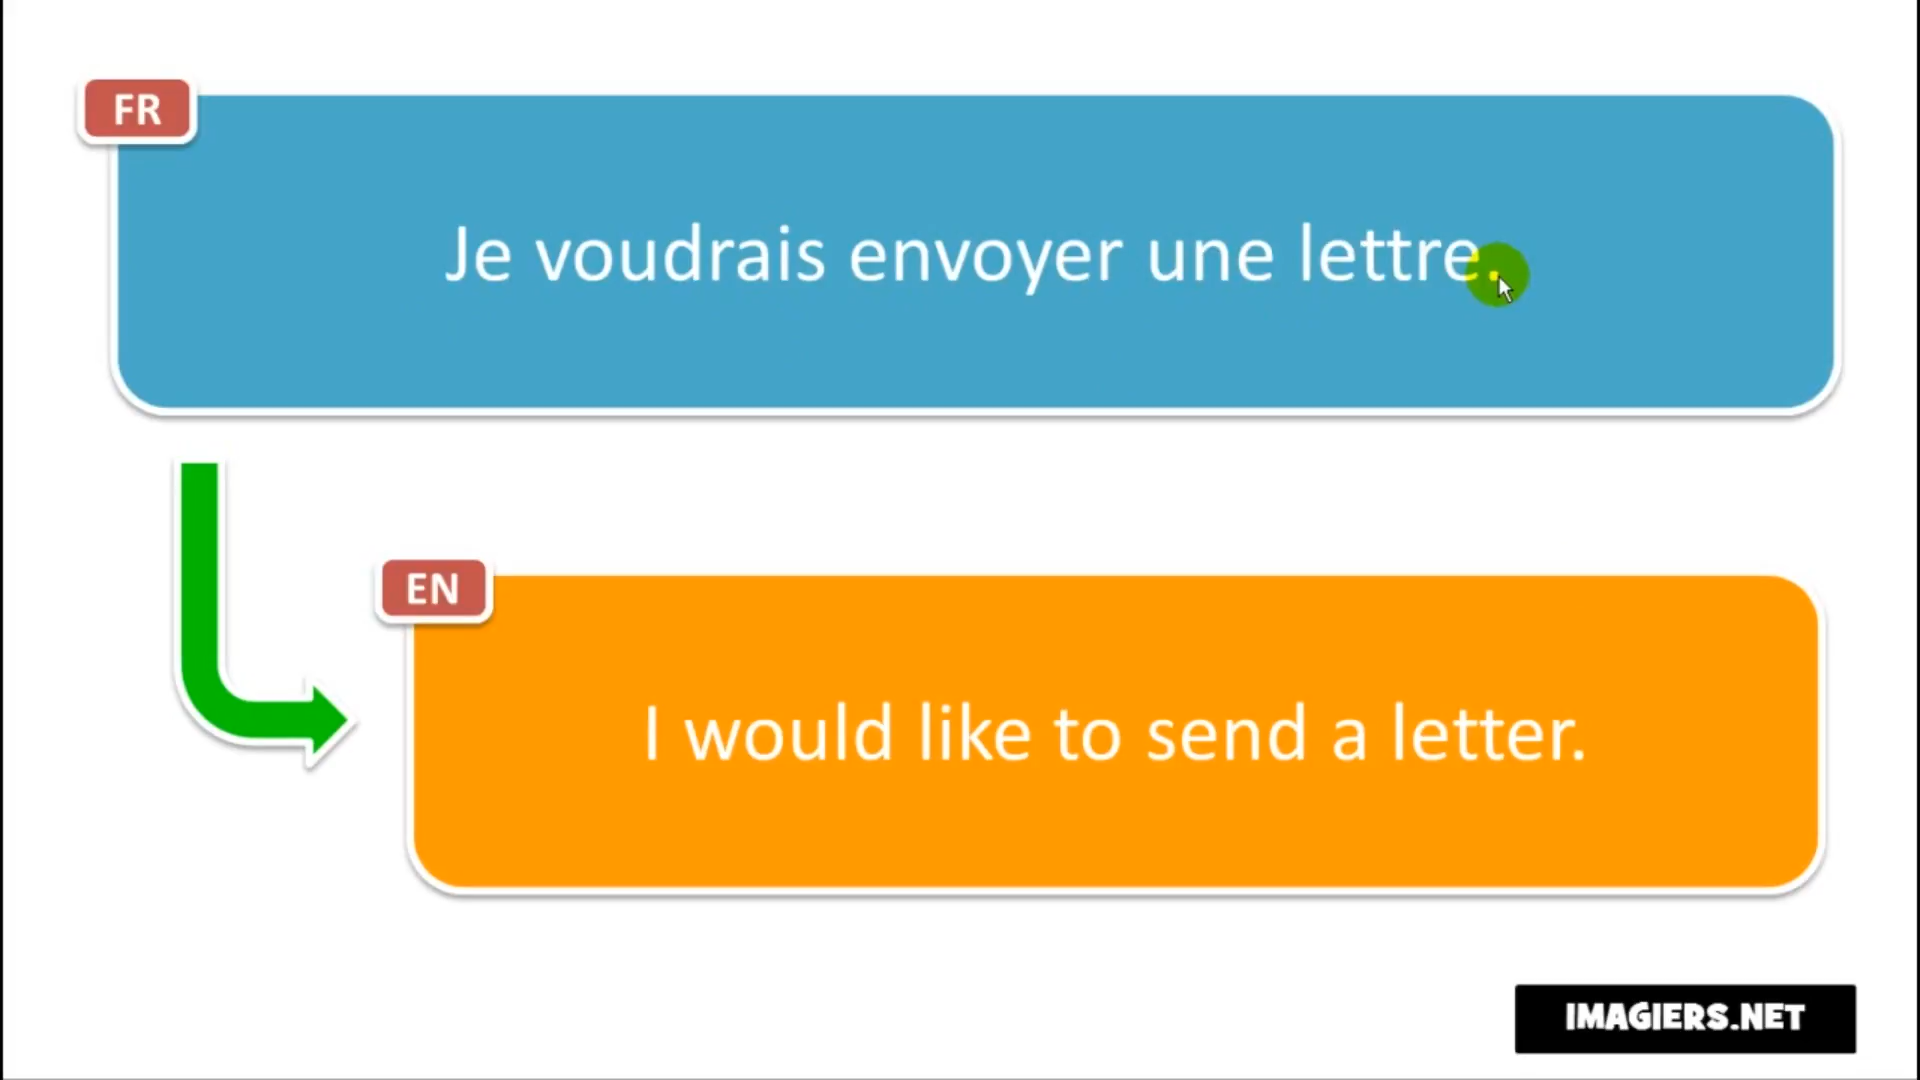 FR
Je voudrais envoyer une lettre.
EN
I would like to send a letter.
IMAGIERS.NET